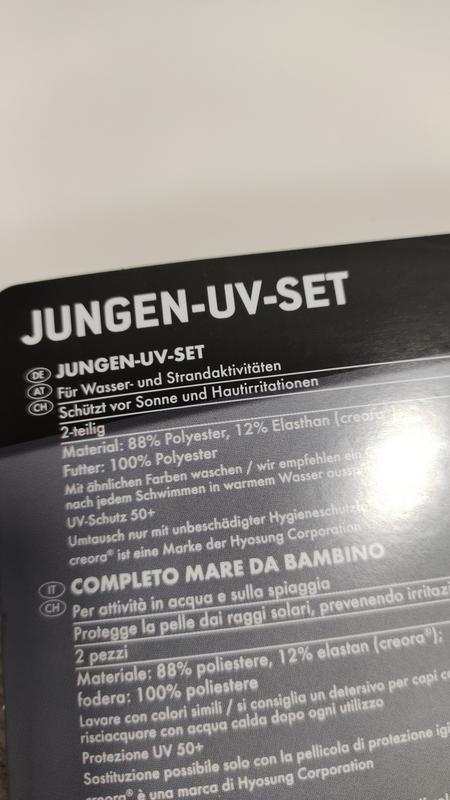 JUNGEN-UV-SET
DE JUNGEN-UV-SET
AT Für Wasser- und Strandaktivitäten
CH Schützt vor Sonne und Hautirritationen
2-teilig
Material: 88% Polyester, 12% Elasthan (creora
Futter: 100% Polyester
Mit ähnlichen Farben waschen / wir empfehlen ein
nach jedem Schwimmen in warmem Wasser
UV-Schutz 50+
Umtausch nur mit unbeschädigter
creora® ist eine Marke der Hyosung Corporation
IT COMPLETO MARE DA BAMBINO
CH Per attività in acqua e sulla spiaggia
Protegge la pelle dai raggi solari, prevenendo
2 pezzi
Materiale: 88% poliestere, 12% elastan (creora®);
fodera: 100% poliestere
Lavare con colori simili / si consiglia un detersivo per capi
risciacquare con acqua calda dopo ogni utilizzo
Protezione UV 50+
Sostituzione possibile solo con la pellicola di protezione
creora® è una marca di Hyosung Corporation